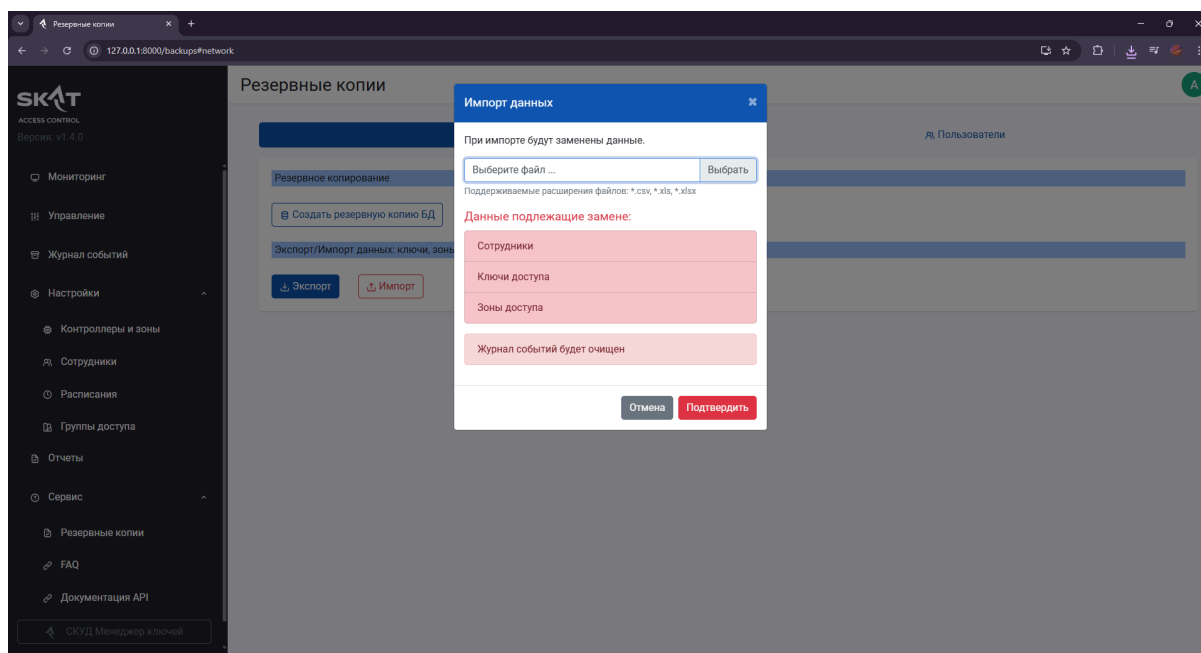 Резервные копии
127.0.0.1:8000/backups#network
SKAT
ACCESS CONTROL
Версия: v1.4.0
Мониторинг
Управление
Журнал событий
Настройки
Контроллеры и зоны
Сотрудники
Расписания
Группы доступа
Отчеты
Сервис
Резервные копии
FAQ
Документация API
СКУД Менеджер ключей
Резервные копии
A
Пользователи
Резервное копирование
Создать резервную копию БД
Экспорт/Импорт данных: ключи, зоны
Экспорт
Импорт
Импорт данных
При импорте будут заменены данные.
Выберите файл ... Выбрать
Поддерживаемые расширения файлов: *.csv, *.xls, *.xlsx
Данные подлежащие замене:
Сотрудники
Ключи доступа
Зоны доступа
Журнал событий будет очищен
Отмена Подтвердить